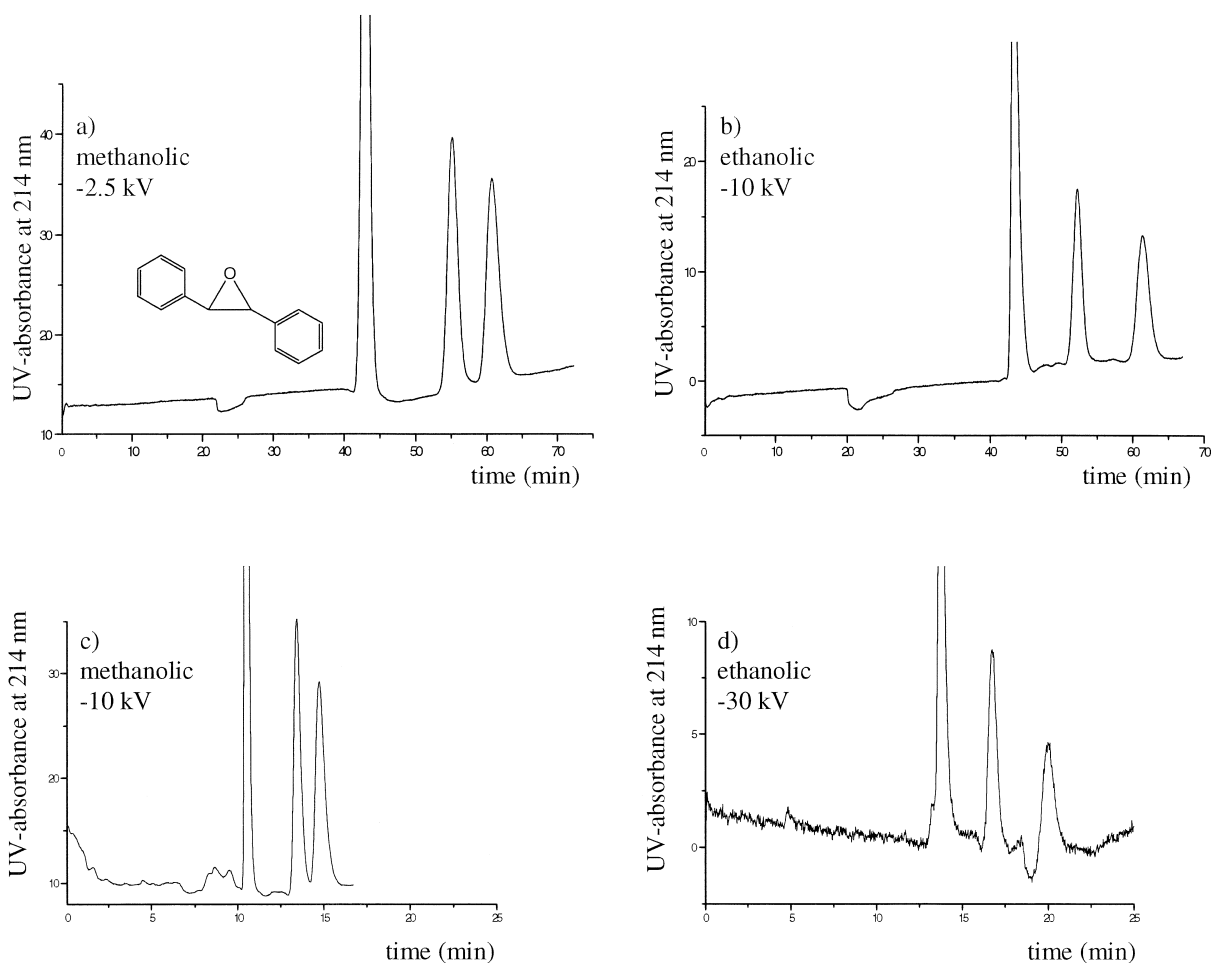 a)
methanolic
-2.5 kV
UV-absorbance at 214 nm
40
30
20
10
O
0 10 20 30 40 50 60 70
time (min)
b)
ethanolic
-10 kV
UV-absorbance at 214 nm
20
10
0
0 10 20 30 40 50 60 70
time (min)
c)
methanolic
-10 kV
UV-absorbance at 214 nm
30
20
10
0 5 10 15 20 25
time (min)
d)
ethanolic
-30 kV
UV-absorbance at 214 nm
10
5
0
0 5 10 15 20 25
time (min)